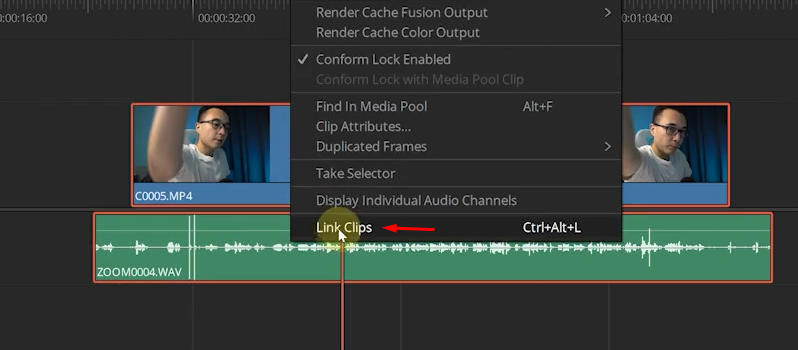 0:00:16:00
00:00:32:00
0:01:04:00
Render Cache Fusion Output
Render Cache Color Output
Conform Lock Enabled
Conform Lock with Media Pool Clip
Find In Media Pool Alt+F
Clip Attributes...
Duplicated Frames
Take Selector
Display Individual Audio Channels
Link Clips Ctrl+Alt+L
C0005.MP4
ZOOM0004.WAV